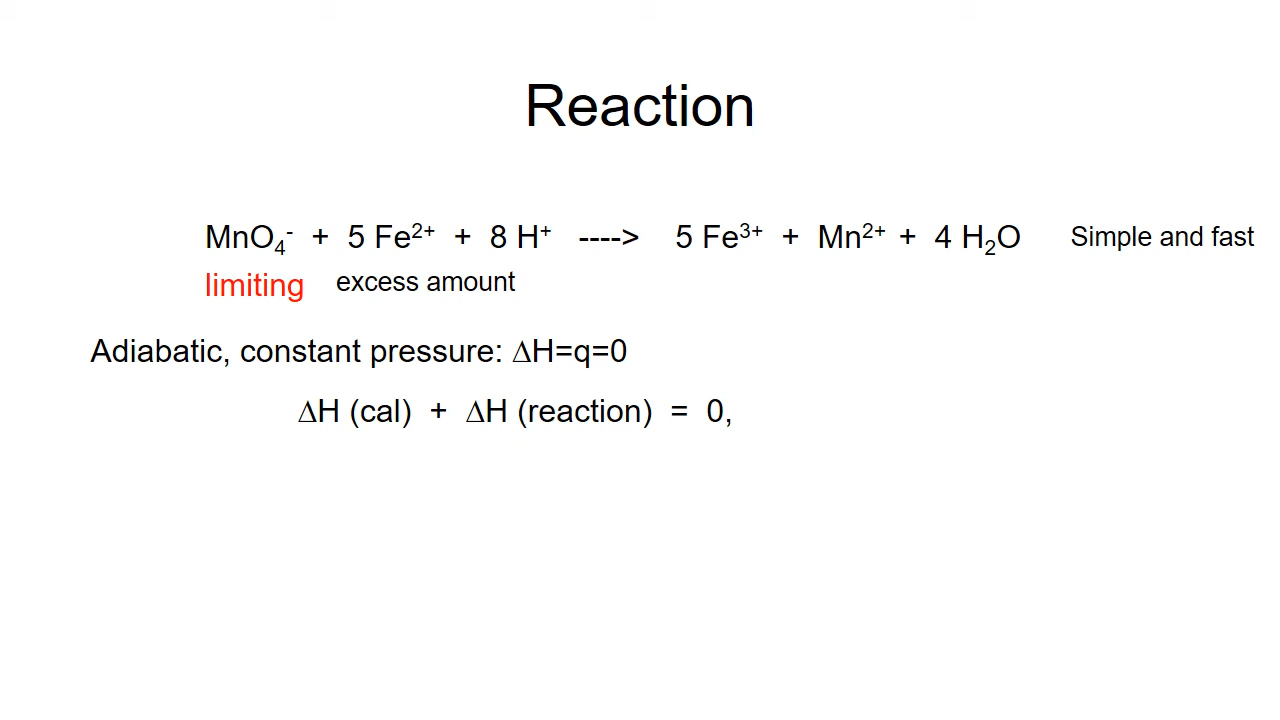 Reaction
MnO₄⁻ + 5 Fe²⁺ + 8 H⁺ ----> 5 Fe³⁺ + Mn²⁺ + 4 H₂O Simple and fast
limiting excess amount
Adiabatic, constant pressure: ΔH=q=0
ΔH (cal) + ΔH (reaction) = 0,